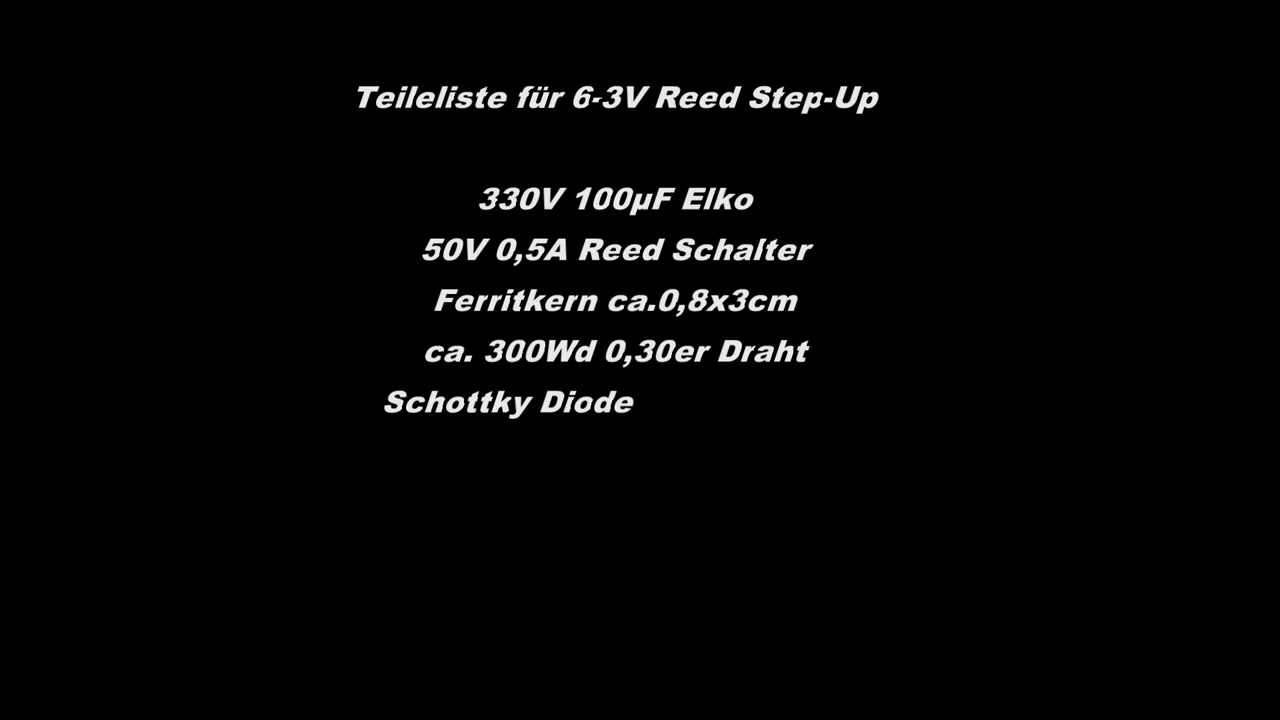 Teileliste für 6-3V Reed Step-Up
330V 100µF Elko
50V 0,5A Reed Schalter
Ferritkern ca.0,8x3cm
ca. 300Wd 0,30er Draht
Schottky Diode